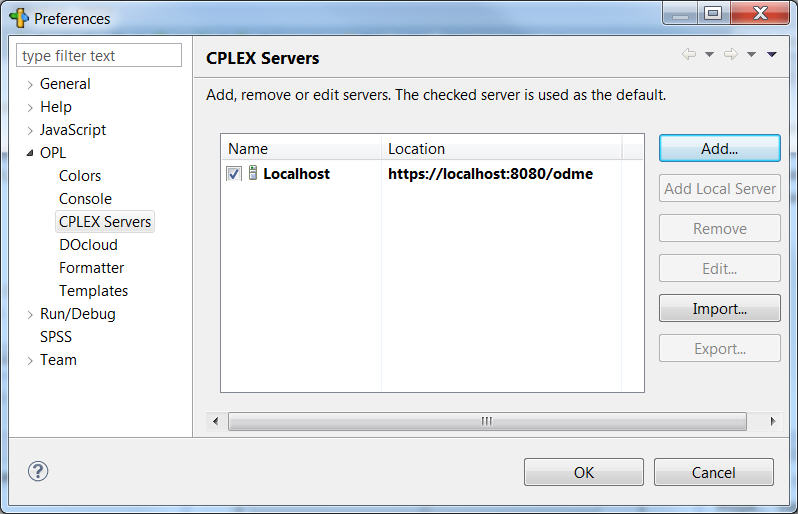 Preferences
type filter text
General
Help
JavaScript
OPL
Colors
Console
CPLEX Servers
DOcloud
Formatter
Templates
Run/Debug
SPSS
Team
CPLEX Servers
Add, remove or edit servers. The checked server is used as the default.
Name Location
Localhost https://localhost:8080/odme
Add...
Add Local Server
Remove
Edit...
Import...
Export...
?
OK Cancel